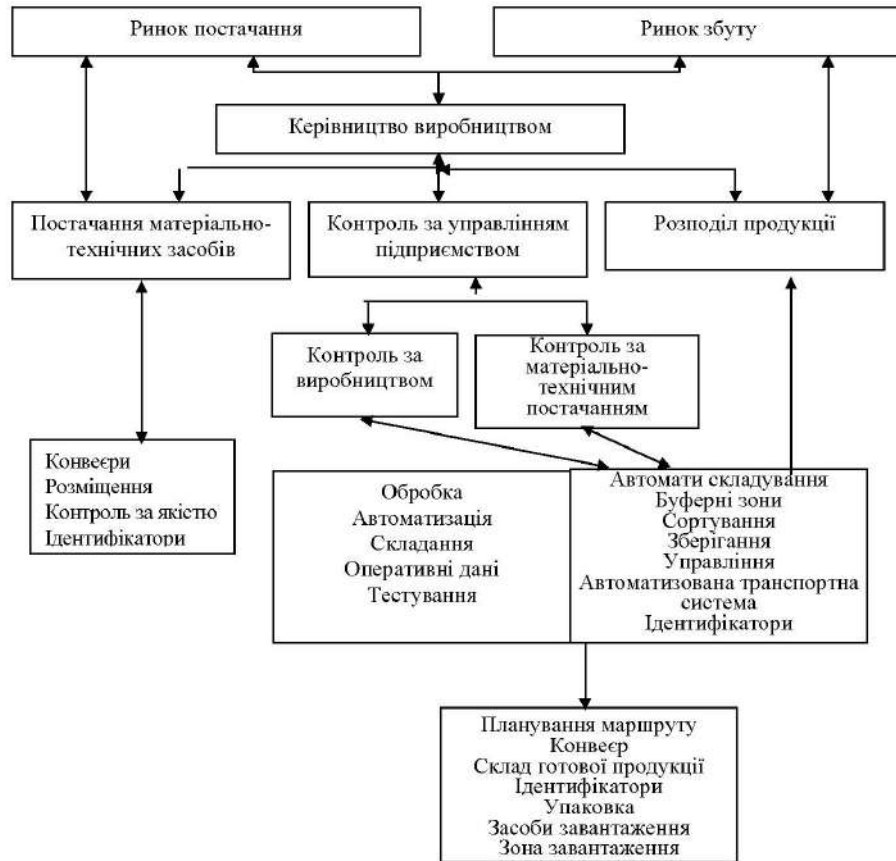 Ринок постачання
Ринок збуту
Керівництво виробництвом
Постачання матеріально-
технічних засобів
Контроль за управлінням
підприємством
Розподіл продукції
Контроль за
виробництвом
Контроль за
матеріально-
технічним
постачанням
Конвеєри
Розміщення
Контроль за якістю
Ідентифікатори
Обробка
Автоматизація
Складання
Оперативні дані
Тестування
Автомати складування
Буферні зони
Сортування
Зберігання
Управління
Автоматизована транспортна
система
Ідентифікатори
Планування маршруту
Конвеєр
Склад готової продукції
Ідентифікатори
Упаковка
Засоби завантаження
Зона завантаження